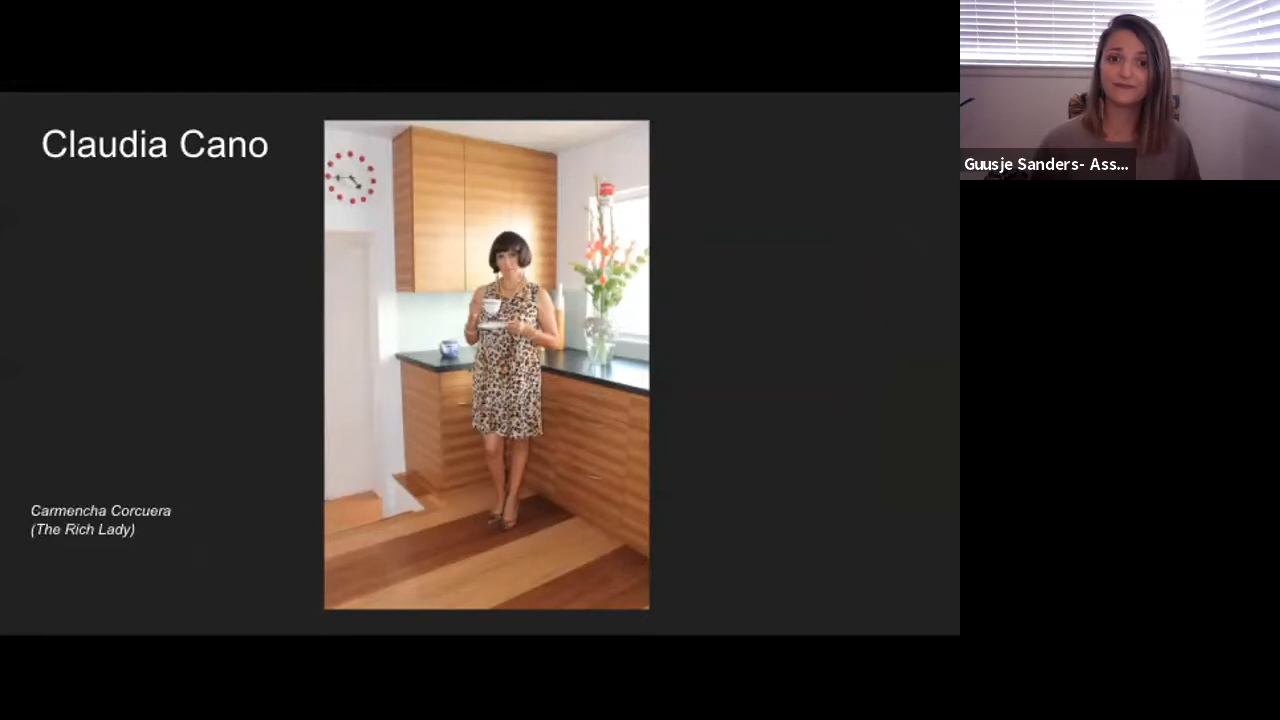 Claudia Cano
Guusje Sanders- Ass...
Carmencha Corcuera
(The Rich Lady)